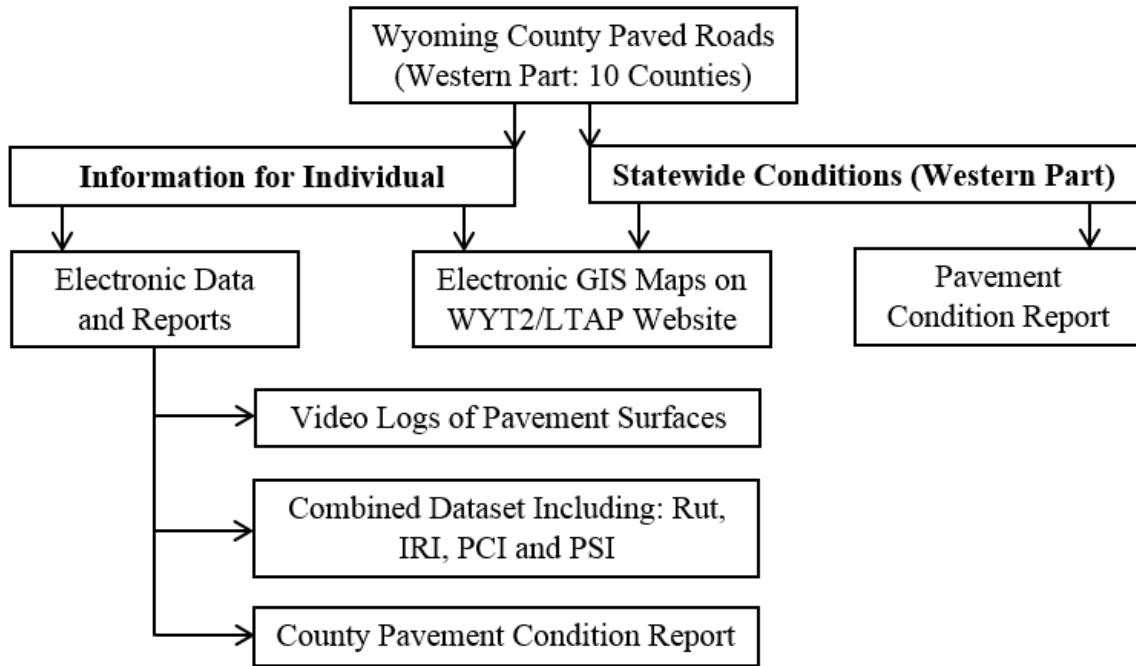 Wyoming County Paved Roads
(Western Part: 10 Counties)
Information for Individual
Statewide Conditions (Western Part)
Electronic Data
and Reports
Electronic GIS Maps on
WYT2/LTAP Website
Pavement
Condition Report
Video Logs of Pavement Surfaces
Combined Dataset Including: Rut,
IRI, PCI and PSI
County Pavement Condition Report